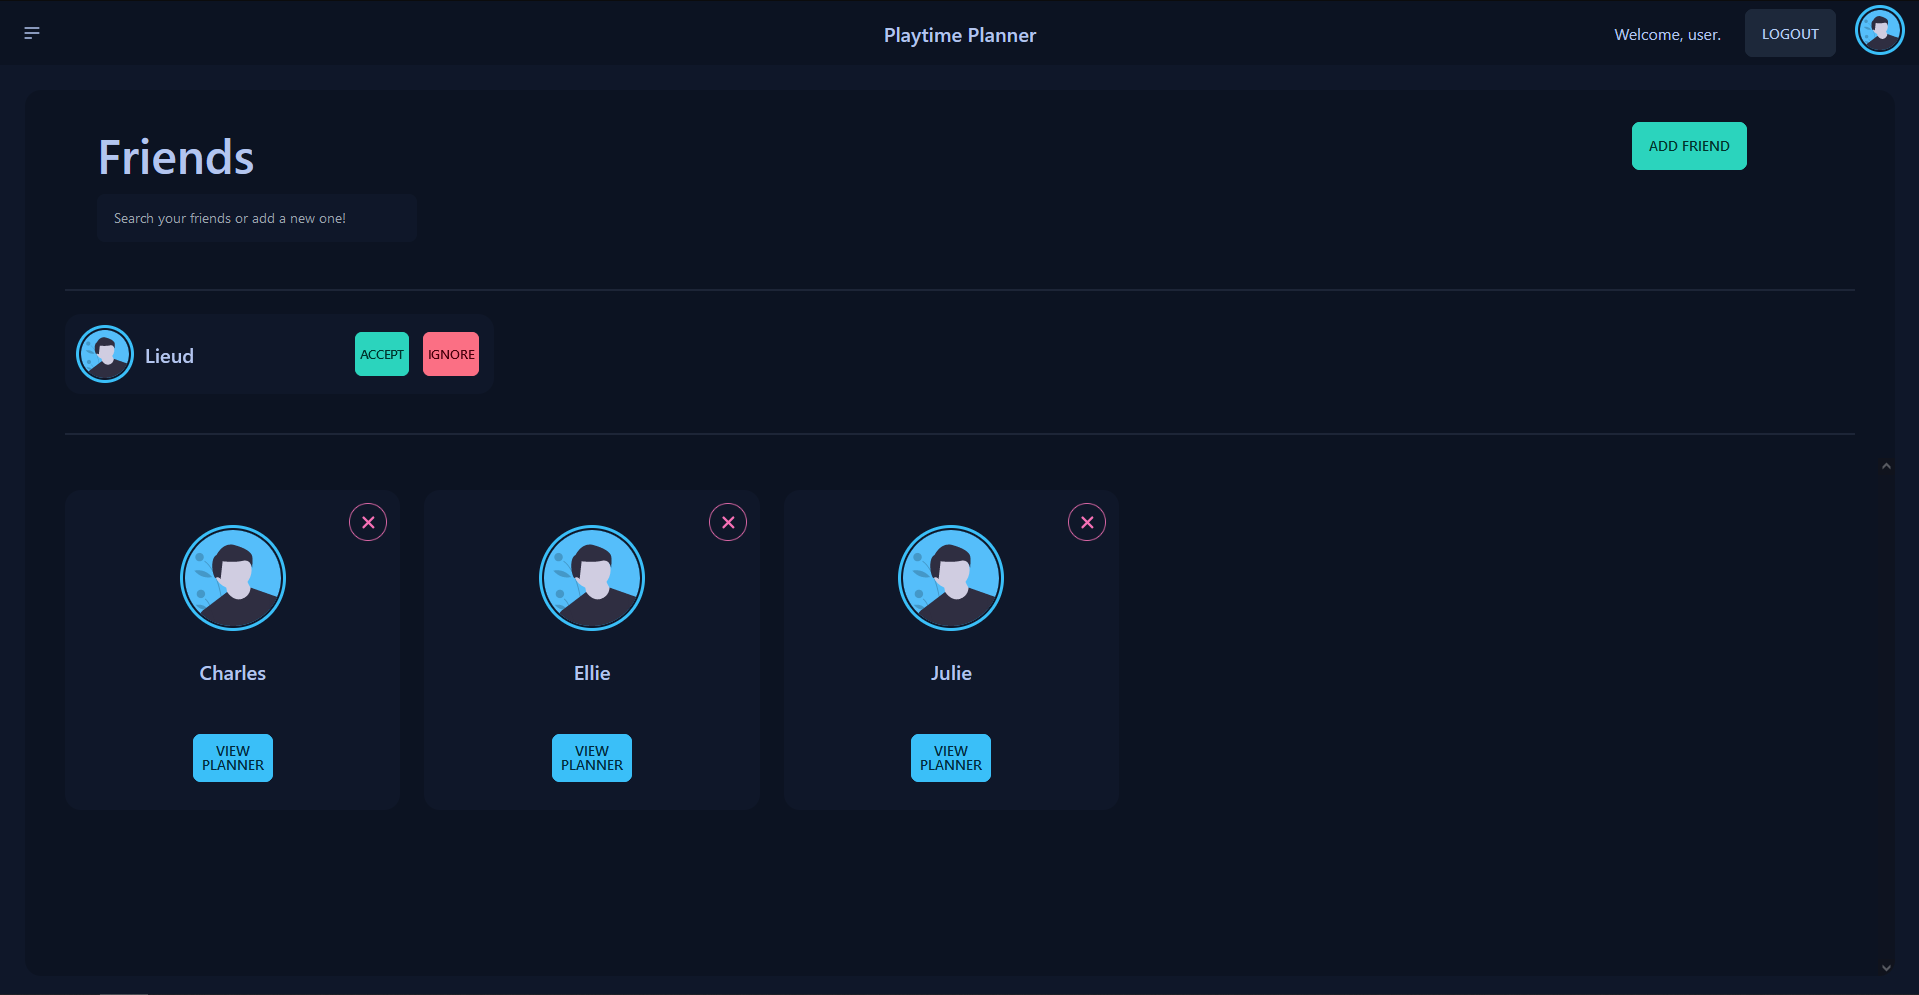 Playtime Planner
Welcome, user.
LOGOUT
Friends
ADD FRIEND
Search your friends or add a new one!
Lieud
ACCEPT
IGNORE
Charles
VIEW
PLANNER
Ellie
VIEW
PLANNER
Julie
VIEW
PLANNER